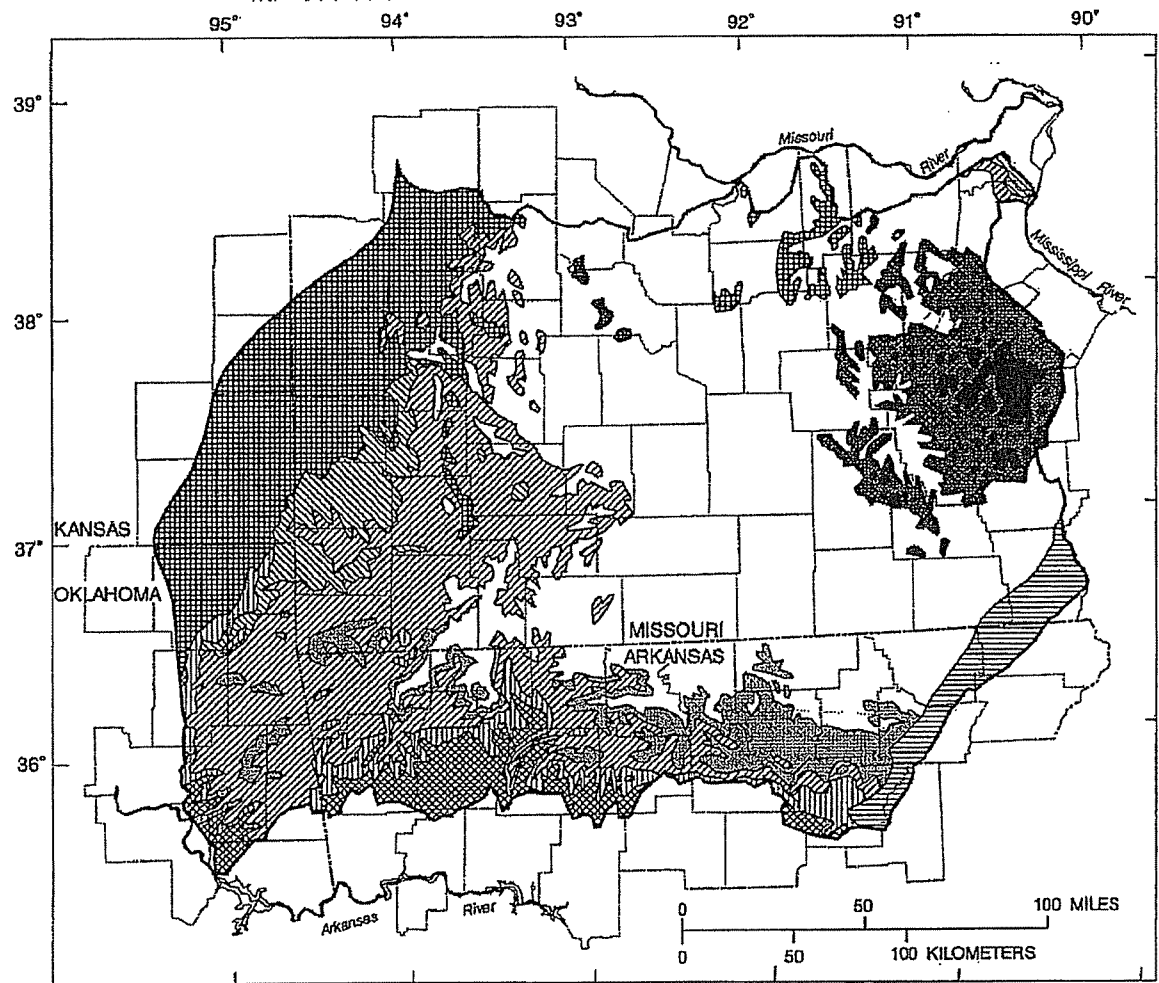 95° 94° 93° 92° 91° 90°
39°
Missouri
River
Mississippi
River
38°
KANSAS
37°
OKLAHOMA
MISSOURI
ARKANSAS
36°
0 50 100 MILES
0 50 100 KILOMETERS
Arkansas
River